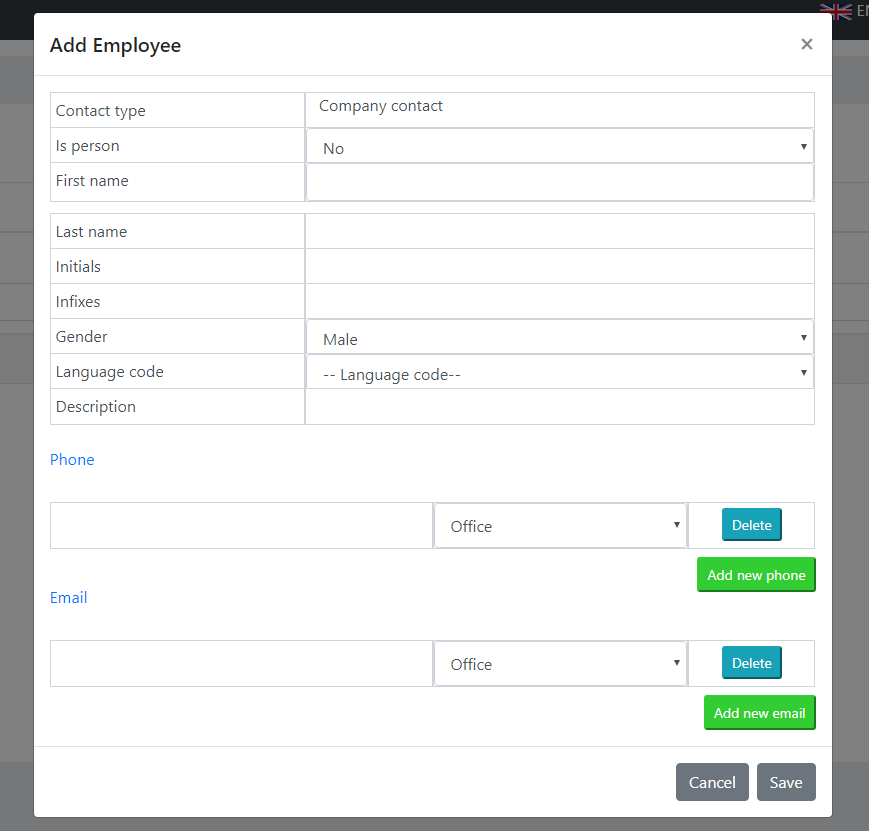 EN
Add Employee ×
Contact type Company contact
Is person No
First name
Last name
Initials
Infixes
Gender Male
Language code -- Language code--
Description
Phone
Office Delete
Add new phone
Email
Office Delete
Add new email
Cancel Save